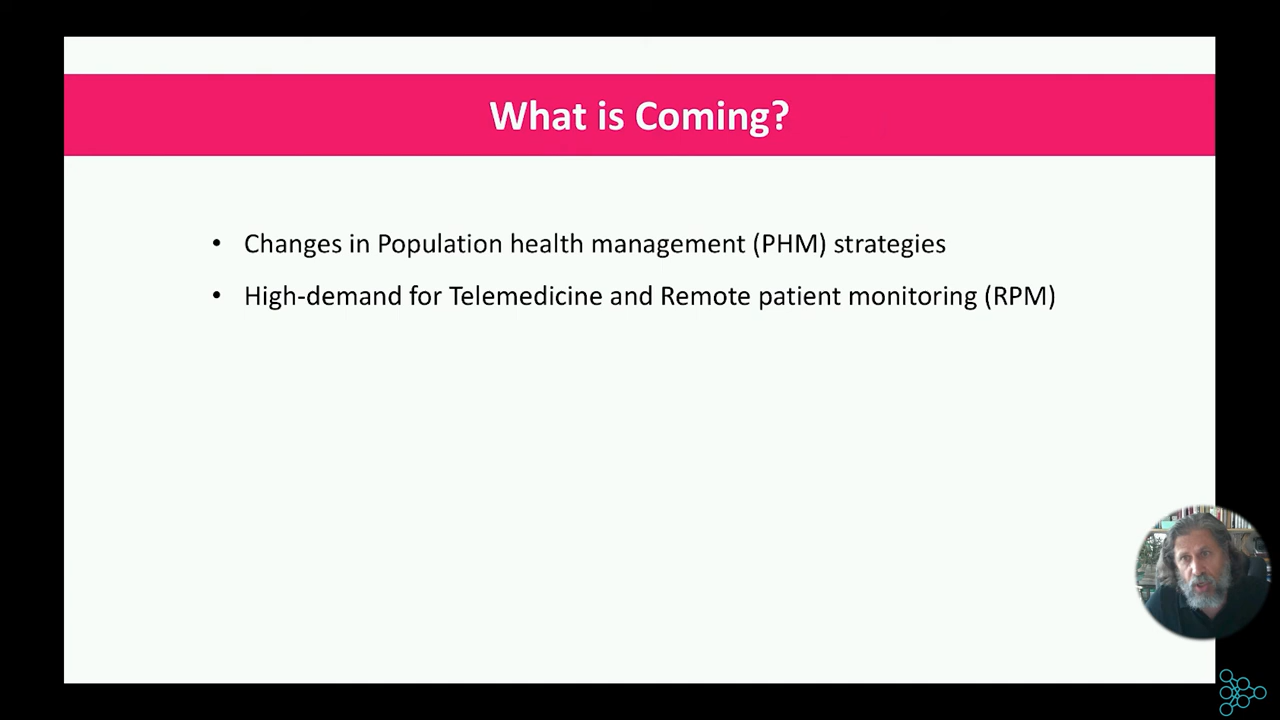 What is Coming?
• Changes in Population health management (PHM) strategies
• High-demand for Telemedicine and Remote patient monitoring (RPM)